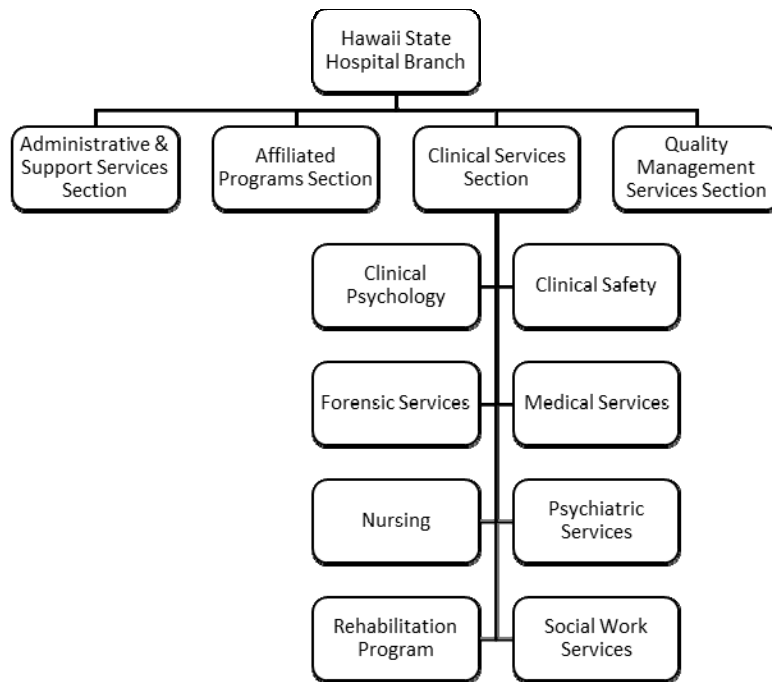 Hawaii State
Hospital Branch
Administrative &
Support Services
Section
Affiliated
Programs Section
Clinical Services
Section
Quality
Management
Services Section
Clinical
Psychology
Clinical Safety
Forensic Services
Medical Services
Nursing
Psychiatric
Services
Rehabilitation
Program
Social Work
Services